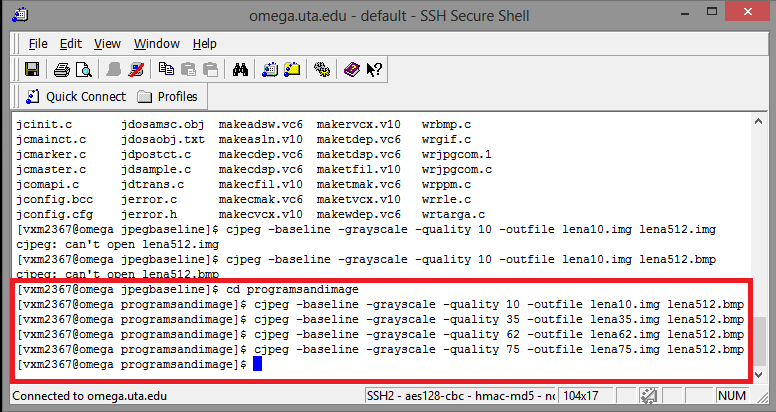 omega.uta.edu - default - SSH Secure Shell
File Edit View Window Help
Quick Connect Profiles
jcinit.c jdosamsc.obj makeadsw.vc6 makervcx.v10 wrbmp.c
jcmainct.c jdosaobj.txt makeasln.v10 maketdep.vc6 wrgif.c
jcmarker.c jdpostct.c makecdep.vc6 maketdsp.vc6 wrjpgcom.1
jcmaster.c jdsample.c makecdsp.vc6 maketfil.v10 wrjpgcom.c
jcomapi.c jdtrans.c makecfil.v10 maketmak.vc6 wrppm.c
jconfig.bcc jerror.c makecmak.vc6 maketvcx.v10 wrrle.c
jconfig.cfg jerror.h makecvcx.v10 makewdep.vc6 wrtarga.c
[vxm2367@omega jpegbaseline]$ cjpeg -baseline -grayscale -quality 10 -outfile lena10.img lena512.img
cjpeg: can't open lena512.img
[vxm2367@omega jpegbaseline]$ cjpeg -baseline -grayscale -quality 10 -outfile lena10.img lena512.bmp
cjpeg: can't open lena512.bmp
[vxm2367@omega jpegbaseline]$ cd programsandimage
[vxm2367@omega programsandimage]$ cjpeg -baseline -grayscale -quality 10 -outfile lena10.img lena512.bmp
[vxm2367@omega programsandimage]$ cjpeg -baseline -grayscale -quality 35 -outfile lena35.img lena512.bmp
[vxm2367@omega programsandimage]$ cjpeg -baseline -grayscale -quality 62 -outfile lena62.img lena512.bmp
[vxm2367@omega programsandimage]$ cjpeg -baseline -grayscale -quality 75 -outfile lena75.img lena512.bmp
[vxm2367@omega programsandimage]$
Connected to omega.uta.edu SSH2 - aes128-cbc - hmac-md5 - nc 104x17 NUM